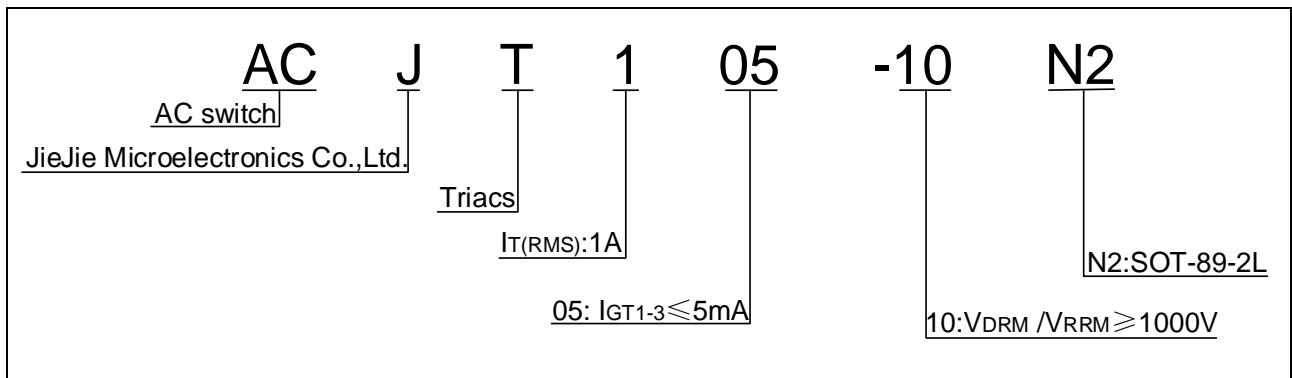 AC J T 1 05 -10 N2
AC switch
JieJie Microelectronics Co.,Ltd.
Triacs
IT(RMS):1A
N2:SOT-89-2L
05: IGT1-3≤5mA
10:VDRM /VRRM≥1000V